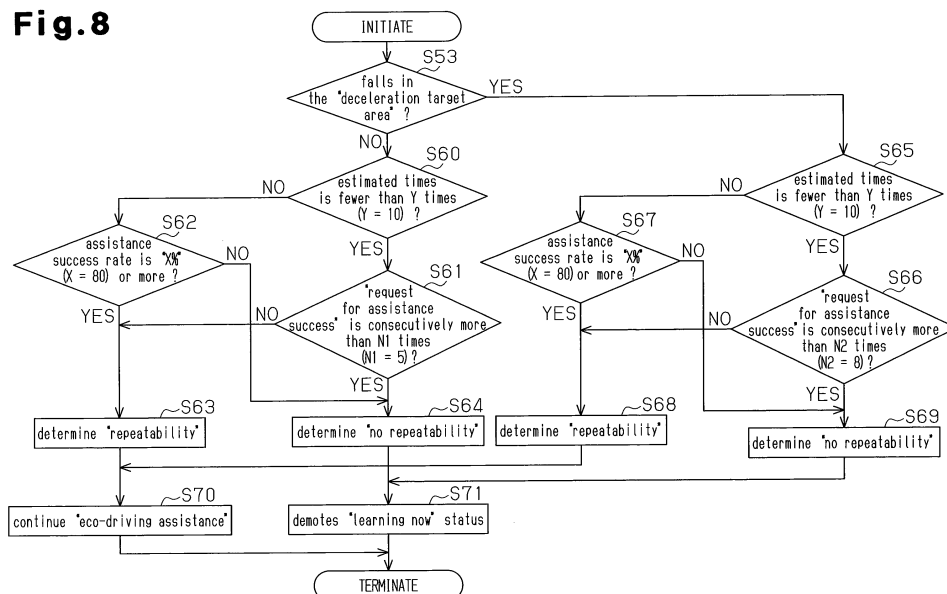 Fig.8
INITIATE
S53
falls in
the "deceleration target
area" ?
YES
NO
S60
estimated times
is fewer than Y times
(Y = 10) ?
NO
YES
S65
estimated times
is fewer than Y times
(Y = 10) ?
NO
YES
S62
assistance
success rate is "X%"
(X = 80) or more ?
NO
YES
S61
"request
for assistance
success" is consecutively more
than N1 times
(N1 = 5) ?
NO
YES
S67
assistance
success rate is "X%"
(X = 80) or more ?
NO
YES
S66
"request
for assistance
success" is consecutively more
than N2 times
(N2 = 8) ?
NO
YES
S63
determine "repeatability"
S64
determine "no repeatability"
S68
determine "repeatability"
S69
determine "no repeatability"
S70
continue "eco-driving assistance"
S71
demotes "learning now" status
TERMINATE